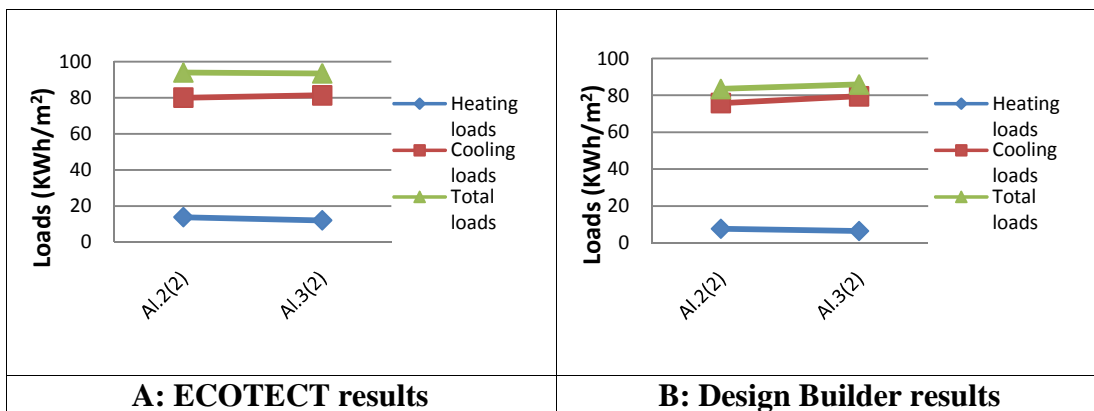 100
80
60
40
20
0
Loads (KWh/m²)
Al.2(2)
Al.3(2)
Heating loads
Cooling loads
Total loads
A: ECOTECT results
100
80
60
40
20
0
Loads (KWh/m²)
Al.2(2)
Al.3(2)
Heating loads
Cooling loads
Total loads
B: Design Builder results